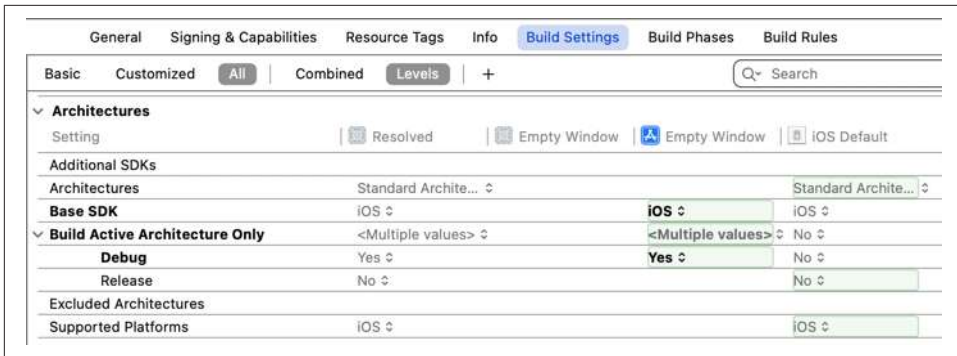 General Signing & Capabilities Resource Tags Info Build Settings Build Phases Build Rules
Basic Customized All Combined Levels + Search
Architectures
Setting Resolved Empty Window Empty Window iOS Default
Additional SDKs
Architectures Standard Archite... Standard Archite...
Base SDK iOS iOS iOS
Build Active Architecture Only <Multiple values> <Multiple values> No
Debug Yes Yes No
Release No No
Excluded Architectures
Supported Platforms iOS iOS